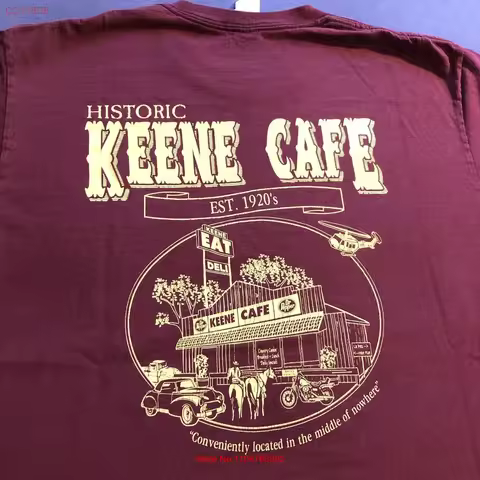 HISTORIC
KEENE CAFE
EST. 1920's
KEENE
EAT
DELI
KEENE CAFE
"Conveniently located in the middle of nowhere"